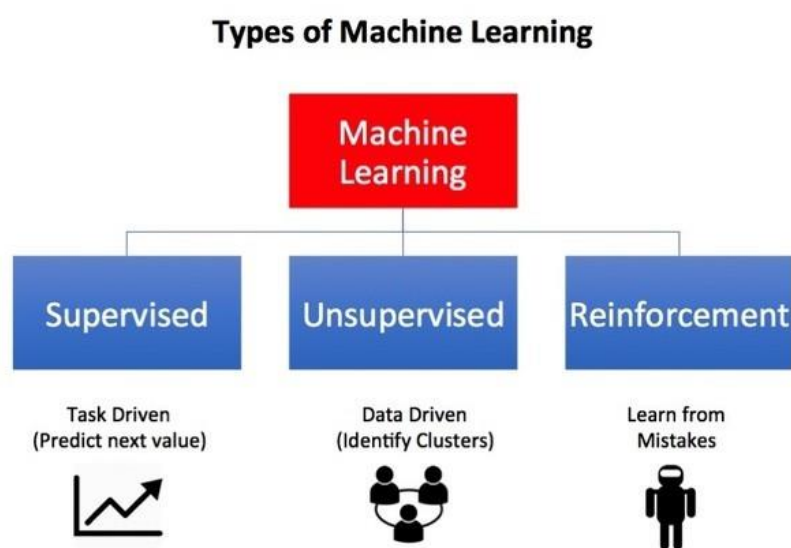 Types of Machine Learning
Machine
Learning
Supervised
Unsupervised
Reinforcement
Task Driven
(Predict next value)
Data Driven
(Identify Clusters)
Learn from
Mistakes